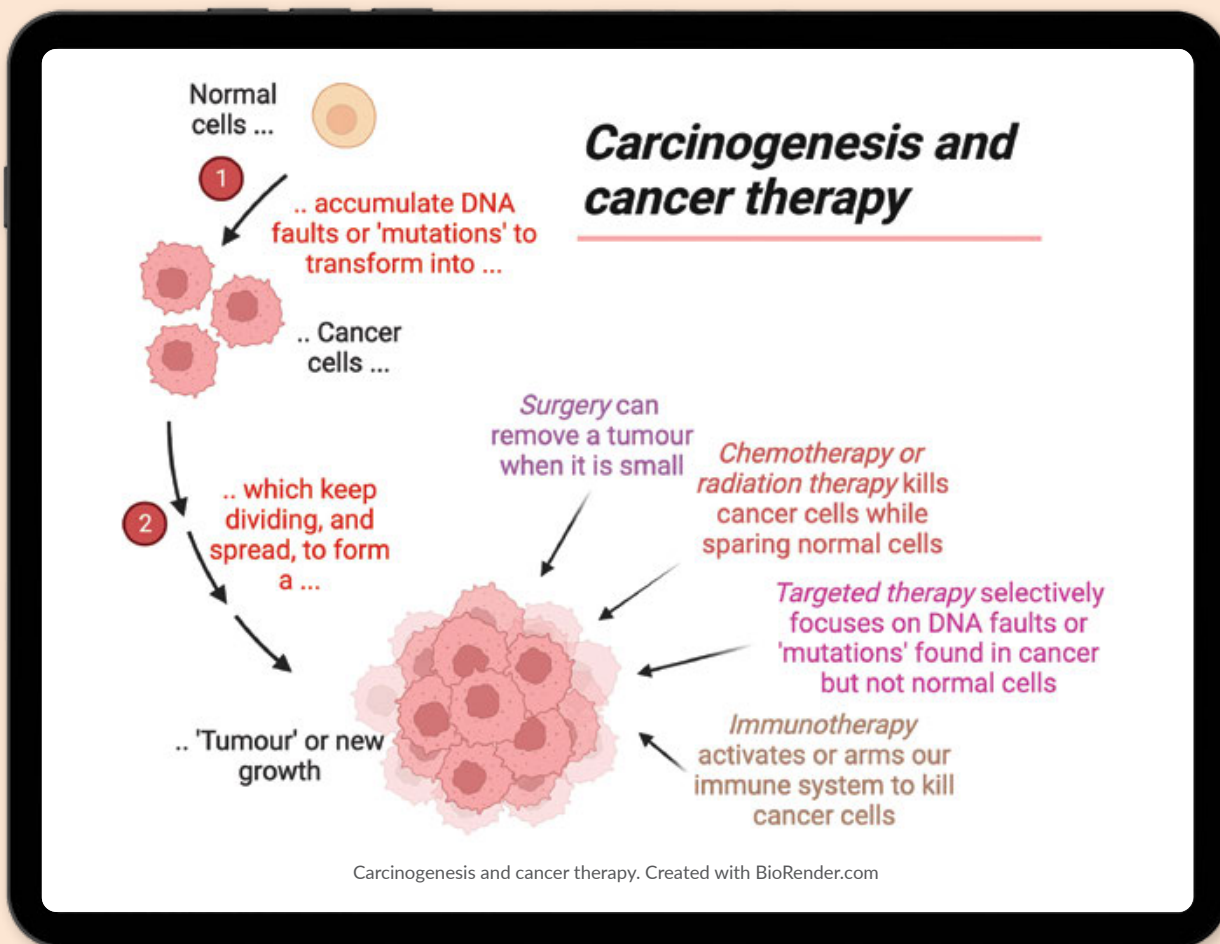 Normal
cells ...
Carcinogenesis and
cancer therapy
1
.. accumulate DNA
faults or 'mutations' to
transform into ...
.. Cancer
cells ...
Surgery can
remove a tumour
when it is small
Chemotherapy or
radiation therapy kills
cancer cells while
sparing normal cells
2
.. which keep
dividing, and
spread, to form
a ...
Targeted therapy selectively
focuses on DNA faults or
'mutations' found in cancer
but not normal cells
.. 'Tumour' or new
growth
Immunotherapy
activates or arms our
immune system to kill
cancer cells
Carcinogenesis and cancer therapy. Created with BioRender.com